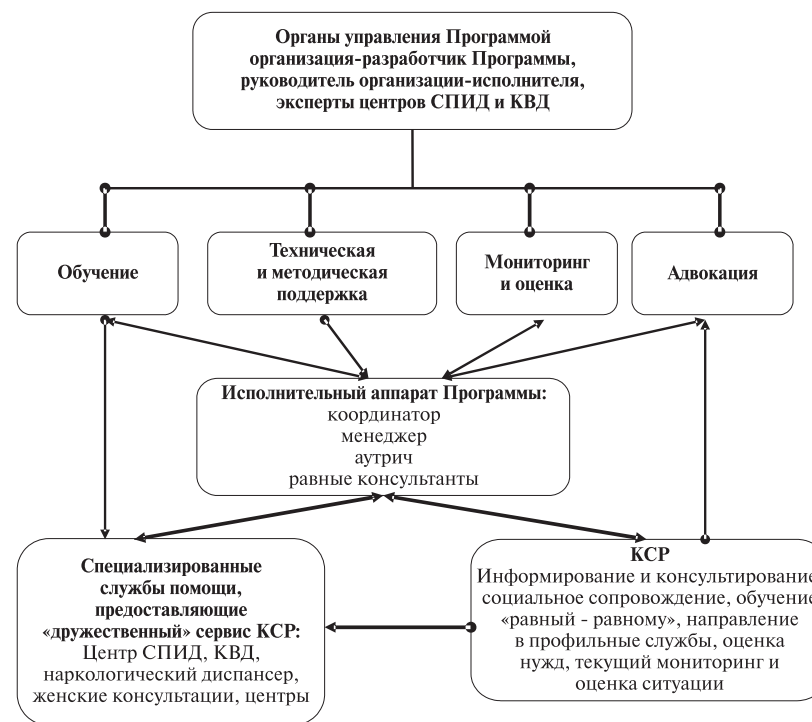 Органы управления Программой
организация-разработчик Программы,
руководитель организации-исполнителя,
эксперты центров СПИД и КВД
Обучение
Техническая
и методическая
поддержка
Мониторинг
и оценка
Адвокация
Исполнительный аппарат Программы:
координатор
менеджер
аутрич
равные консультанты
Специализированные
службы помощи,
предоставляющие
«дружественный» сервис КСР:
Центр СПИД, КВД,
наркологический диспансер,
женские консультации, центры
КСР
Информирование и консультирование
социальное сопровождение, обучение
«равный - равному», направление
в профильные службы, оценка
нужд, текущий мониторинг и
оценка ситуации